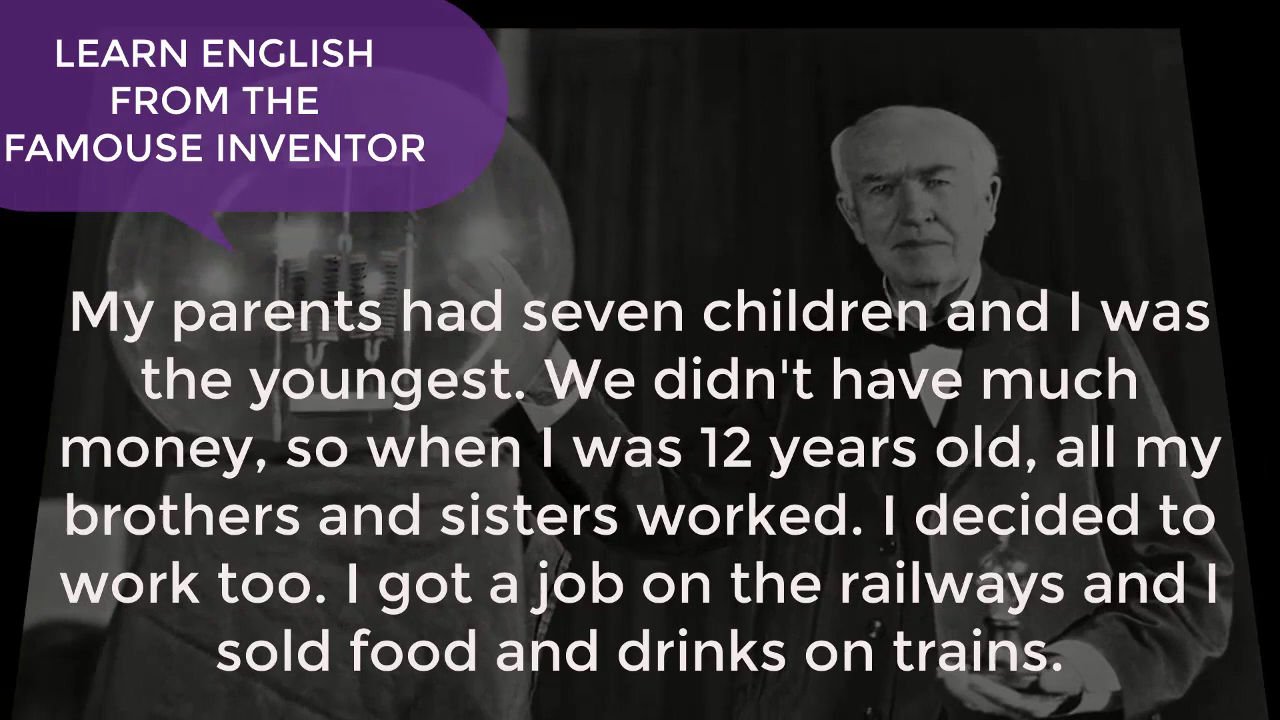 LEARN ENGLISH
FROM THE
FAMOUSE INVENTOR
My parents had seven children and I was
the youngest. We didn't have much
money, so when I was 12 years old, all my
brothers and sisters worked. I decided to
work too. I got a job on the railways and I
sold food and drinks on trains.